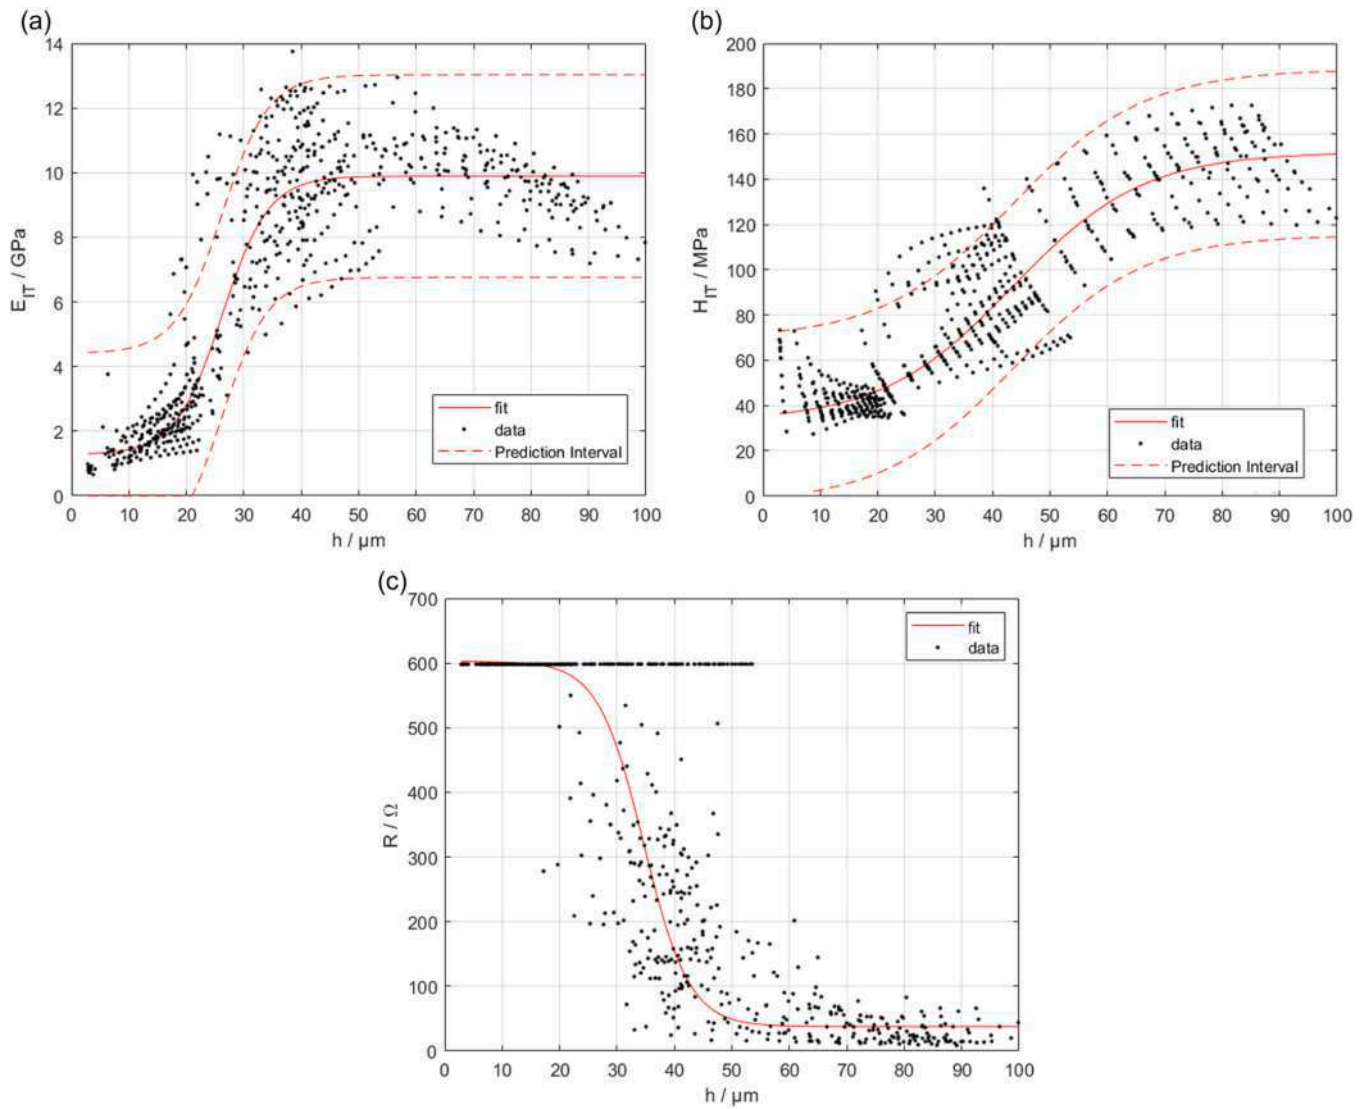 (a)
14
12
10
8
6
4
2
0
E_IT / GPa
0 10 20 30 40 50 60 70 80 90 100
h / µm
fit
data
Prediction Interval
(b)
200
180
160
140
120
100
80
60
40
20
0
H_IT / MPa
0 10 20 30 40 50 60 70 80 90 100
h / µm
fit
data
Prediction Interval
(c)
700
600
500
400
300
200
100
0
R / Ω
0 10 20 30 40 50 60 70 80 90 100
h / µm
fit
data